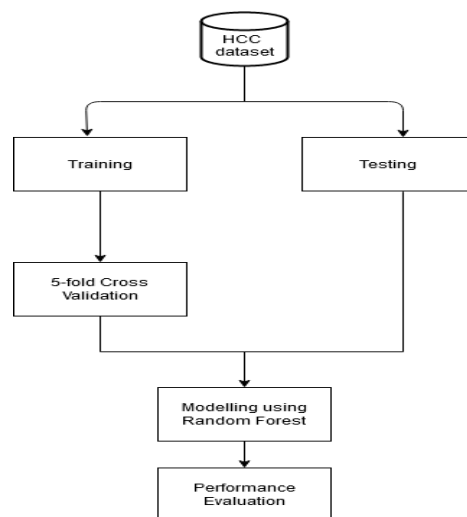 HCC
dataset
Training
Testing
5-fold Cross
Validation
Modelling using
Random Forest
Performance
Evaluation